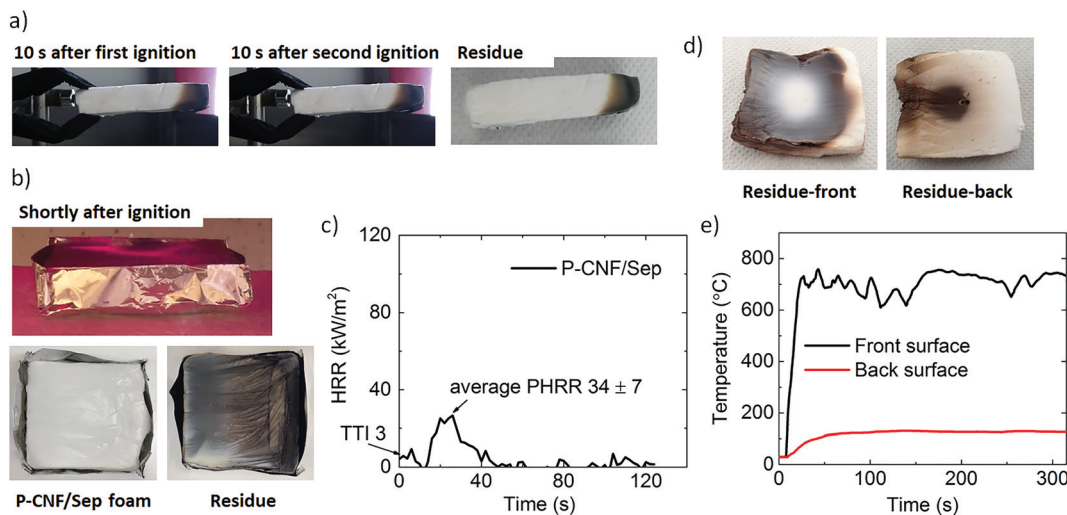 a)
10 s after first ignition
10 s after second ignition
Residue
b)
Shortly after ignition
P-CNF/Sep foam
Residue
c)
120
80
40
0
HRR (kW/m²)
P-CNF/Sep
average PHRR 34 ± 7
TTI 3
0 40 80 120
Time (s)
d)
Residue-front
Residue-back
e)
800
600
400
200
0
Temperature (°C)
Front surface
Back surface
0 100 200 300
Time (s)